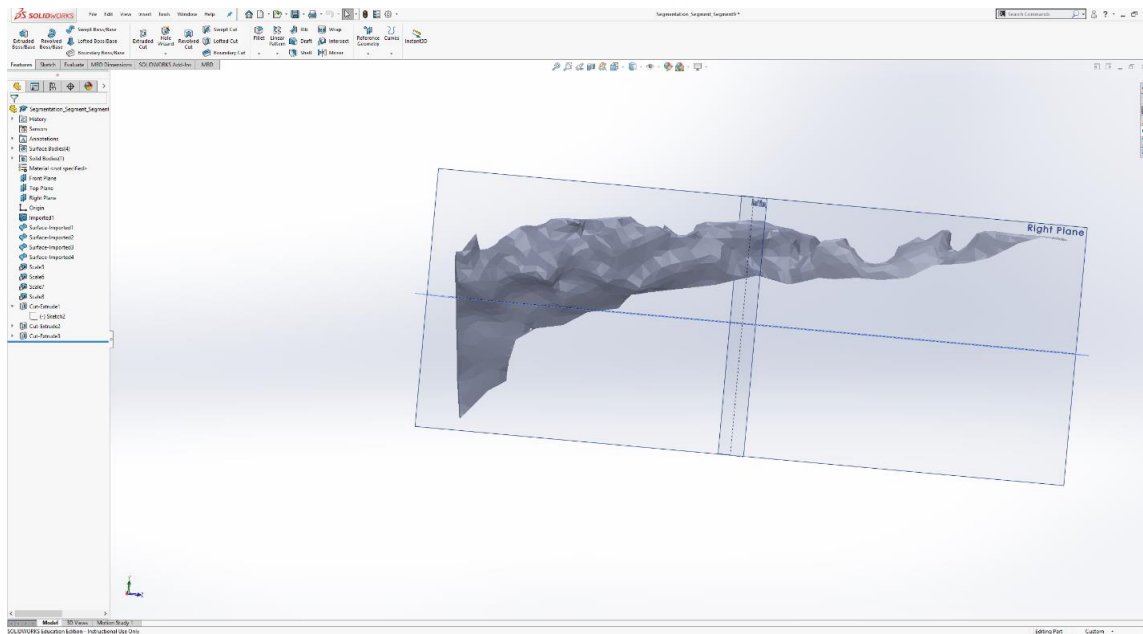 SOLIDWORKS
File Edit View Insert Tools Window Help
Segmentation_Segment_Segment9 *
Search Commands
Extruded Boss/Base
Revolved Boss/Base
Swept Boss/Base
Lofted Boss/Base
Boundary Boss/Base
Extruded Cut
Hole Wizard
Revolved Cut
Swept Cut
Lofted Cut
Boundary Cut
Fillet
Linear Pattern
Rib
Draft
Shell
Wrap
Intersect
Mirror
Reference Geometry
Curves
Instant3D
Features Sketch Evaluate MBD Dimensions SOLIDWORKS Add-Ins MBD
Segmentation_Segment_Segment
History
Sensors
Annotations
Surface Bodies(4)
Solid Bodies(1)
Material <not specified>
Front Plane
Top Plane
Right Plane
Origin
Imported1
Surface-Imported1
Surface-Imported2
Surface-Imported3
Surface-Imported4
Scale5
Scale6
Scale7
Scale8
Cut-Extrude1
(-) Sketch2
Cut-Extrude2
Cut-Extrude3
Right Plane
Model 3D Views Motion Study 1
SOLIDWORKS Education Edition - Instructional Use Only
Editing Part Custom